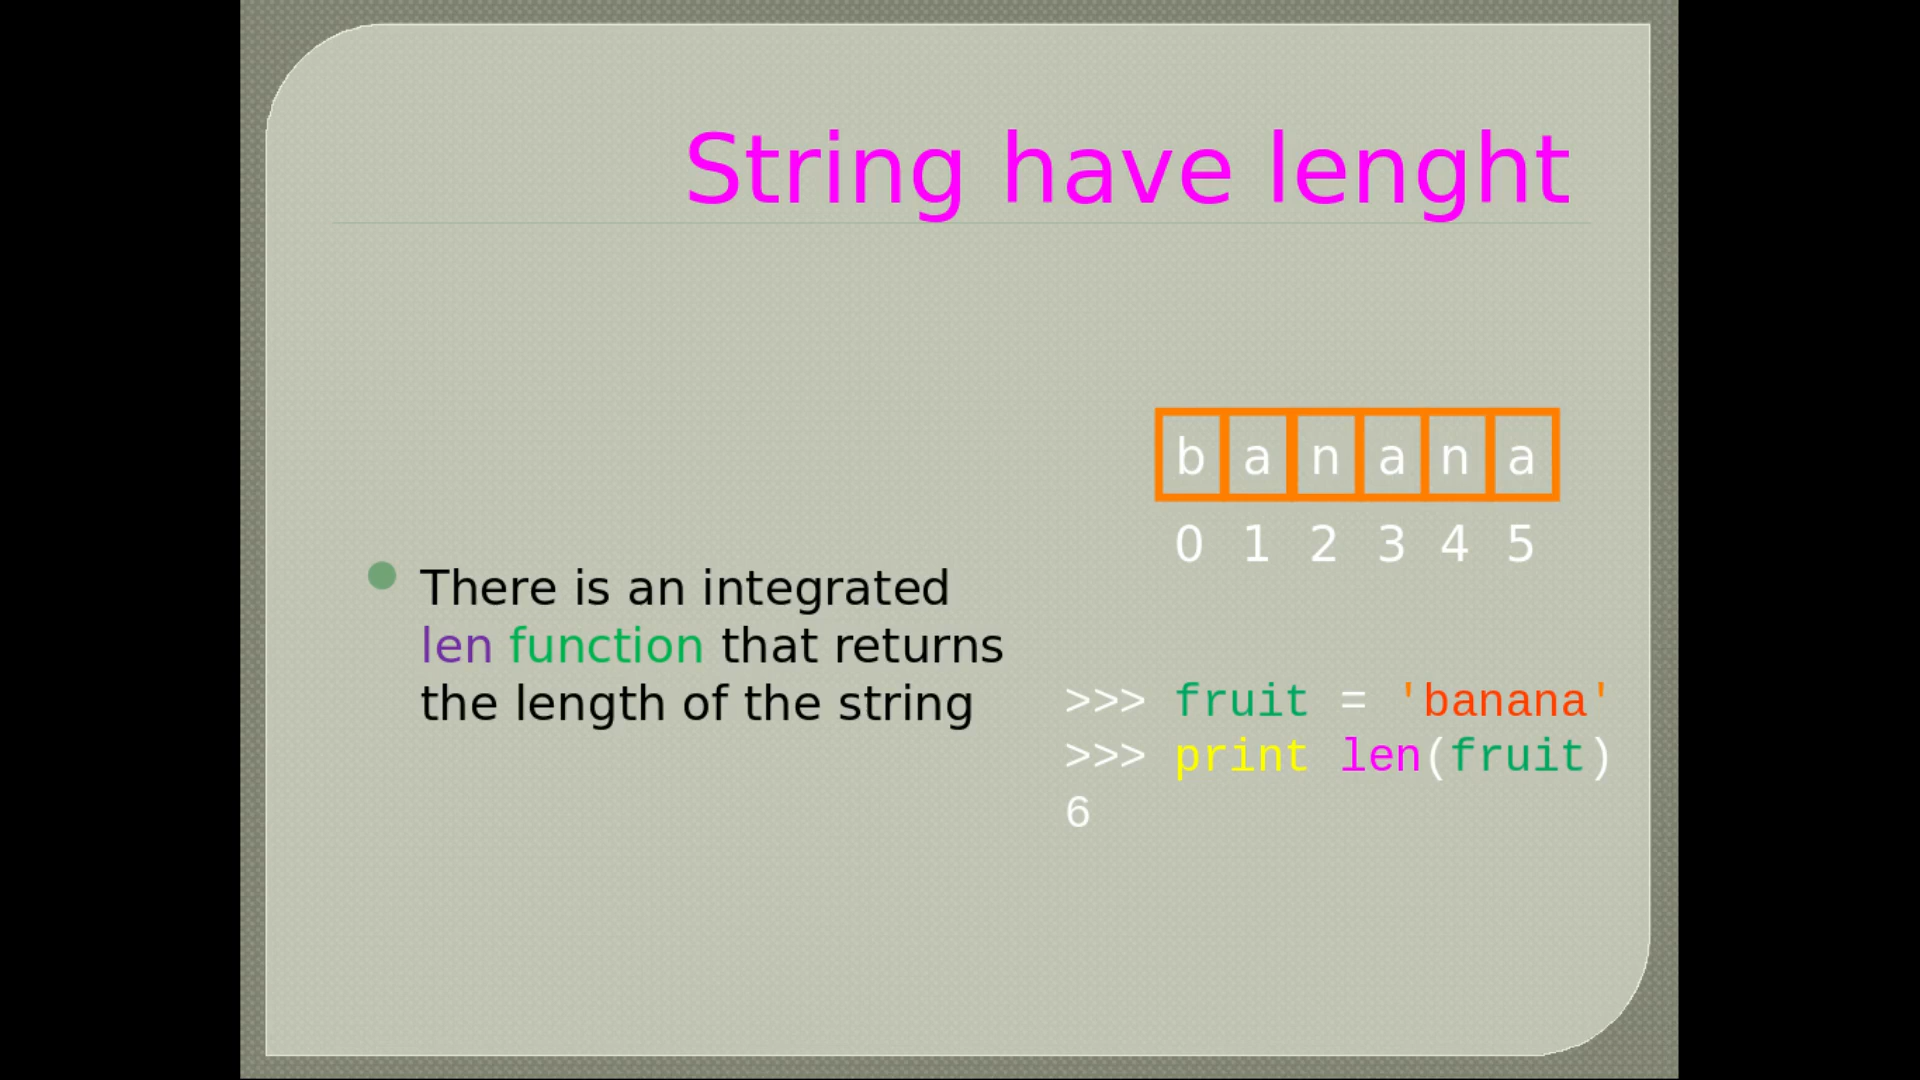 String have lenght
b a n a n a
0 1 2 3 4 5
There is an integrated
len function that returns
the length of the string
>>> fruit = 'banana'
>>> print len(fruit)
6